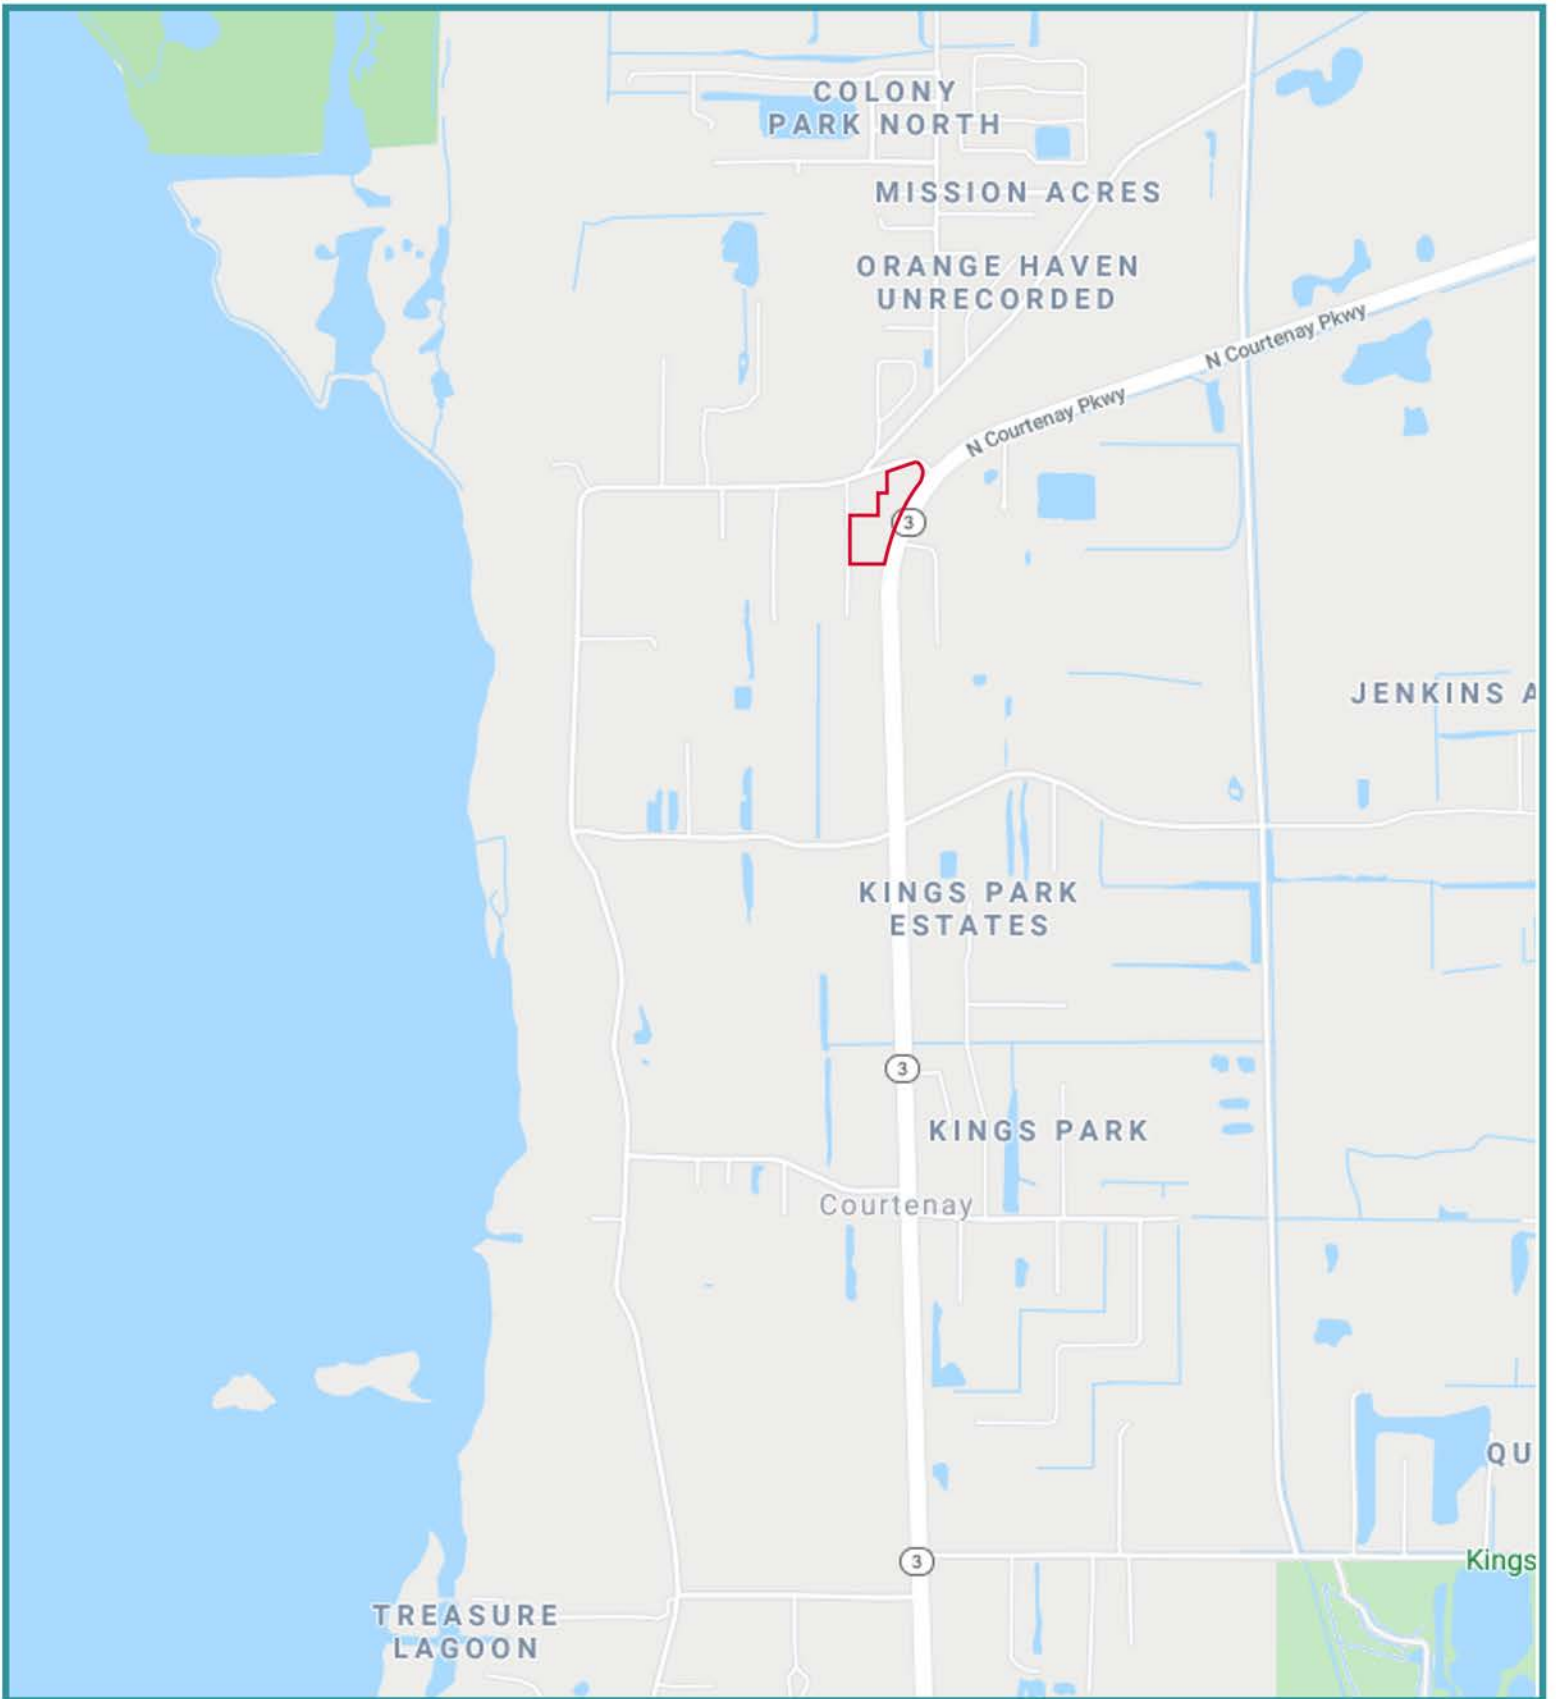 COLONY
PARK NORTH
MISSION ACRES
ORANGE HAVEN
UNRECORDED
N Courtenay Pkwy
N Courtenay Pkwy
3
JENKINS A
KINGS PARK
ESTATES
3
KINGS PARK
Courtenay
QU
3
Kings
TREASURE
LAGOON